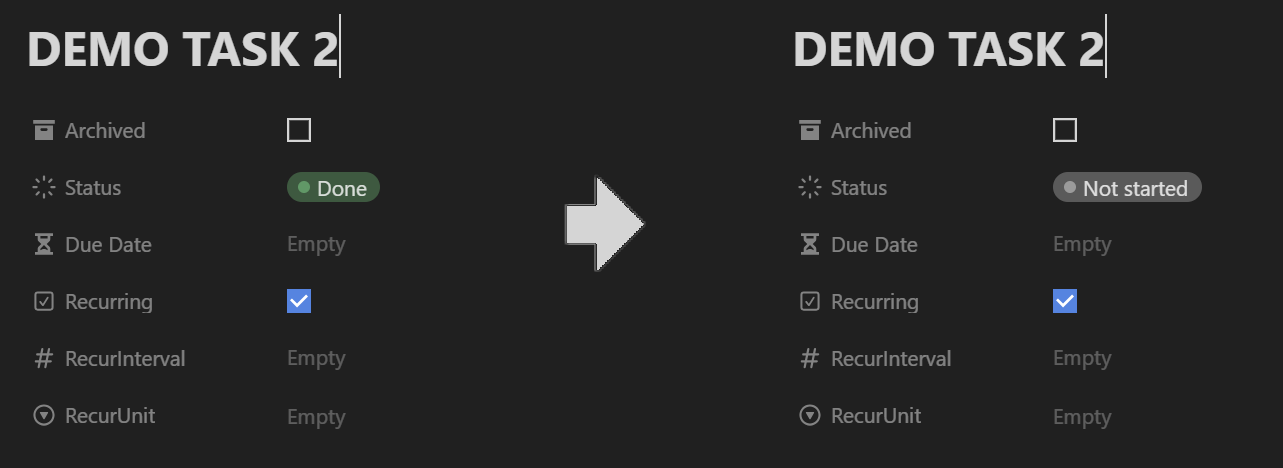 DEMO TASK 2
Archived
Status Done
Due Date Empty
Recurring
RecurInterval Empty
RecurUnit Empty
DEMO TASK 2
Archived
Status Not started
Due Date Empty
Recurring
RecurInterval Empty
RecurUnit Empty